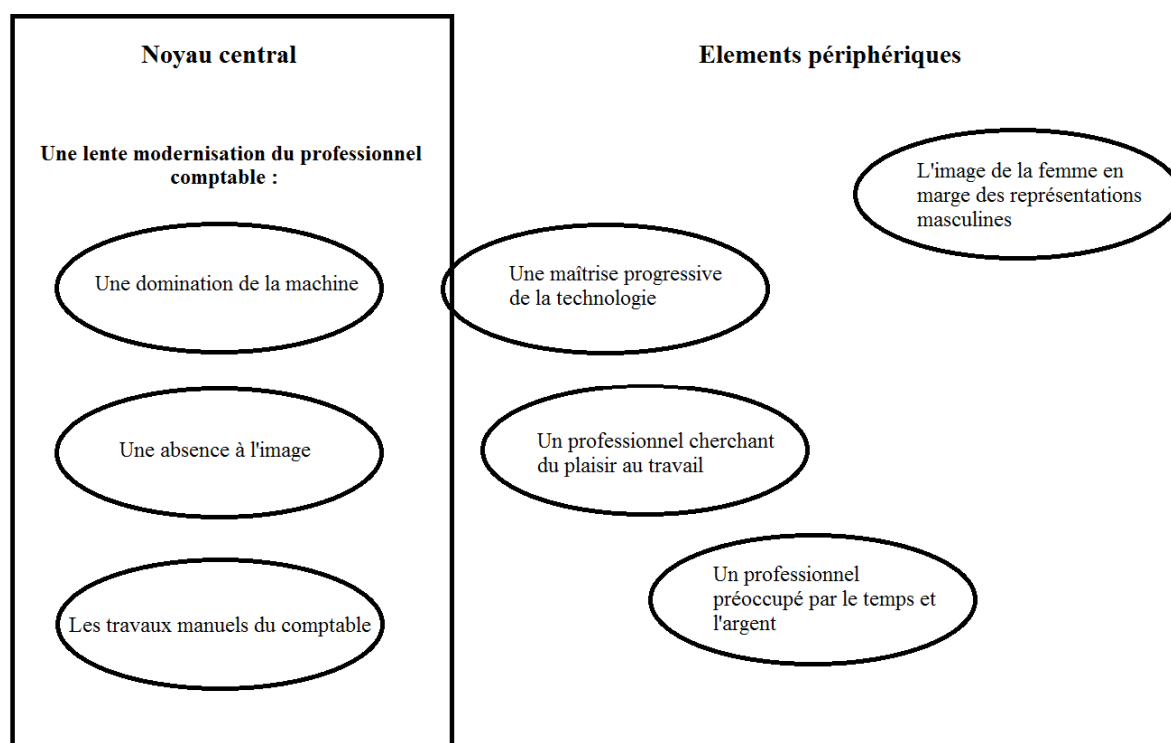 Noyau central
Elements périphériques
Une lente modernisation du professionnel
comptable :
L'image de la femme en
marge des représentations
masculines
Une domination de la machine
Une maîtrise progressive
de la technologie
Une absence à l'image
Un professionnel cherchant
du plaisir au travail
Les travaux manuels du comptable
Un professionnel
préoccupé par le temps et
l'argent